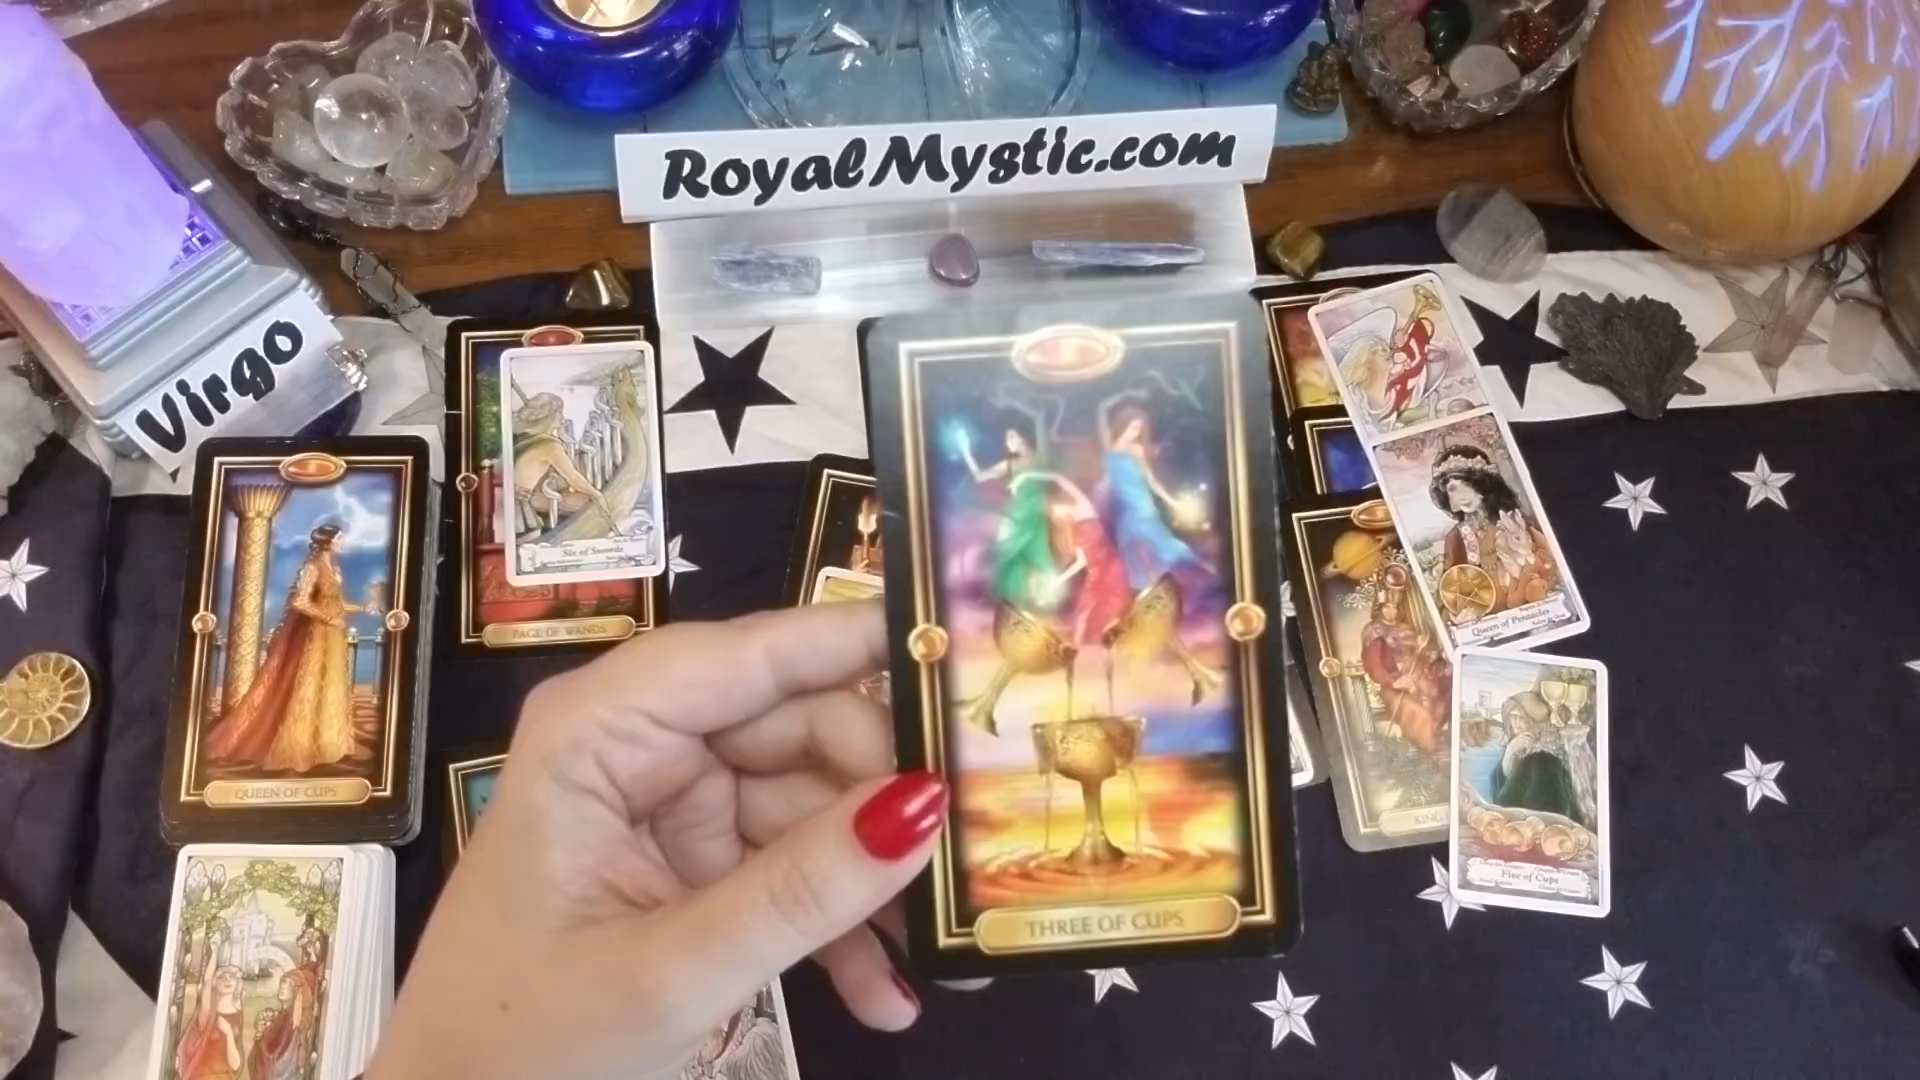 RoyalMystic.com
Virgo
PAGE OF WANDS
Six of Swords
Queen of Pentacles
QUEEN OF CUPS
KING
Five of Cups
THREE OF CUPS